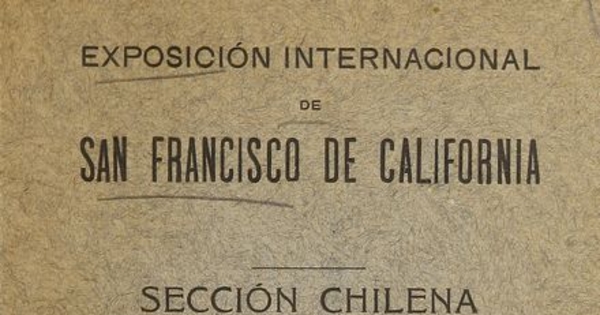 EXPOSICIÓN INTERNACIONAL
DE
SAN FRANCISCO DE CALIFORNIA
SECCIÓN CHILENA